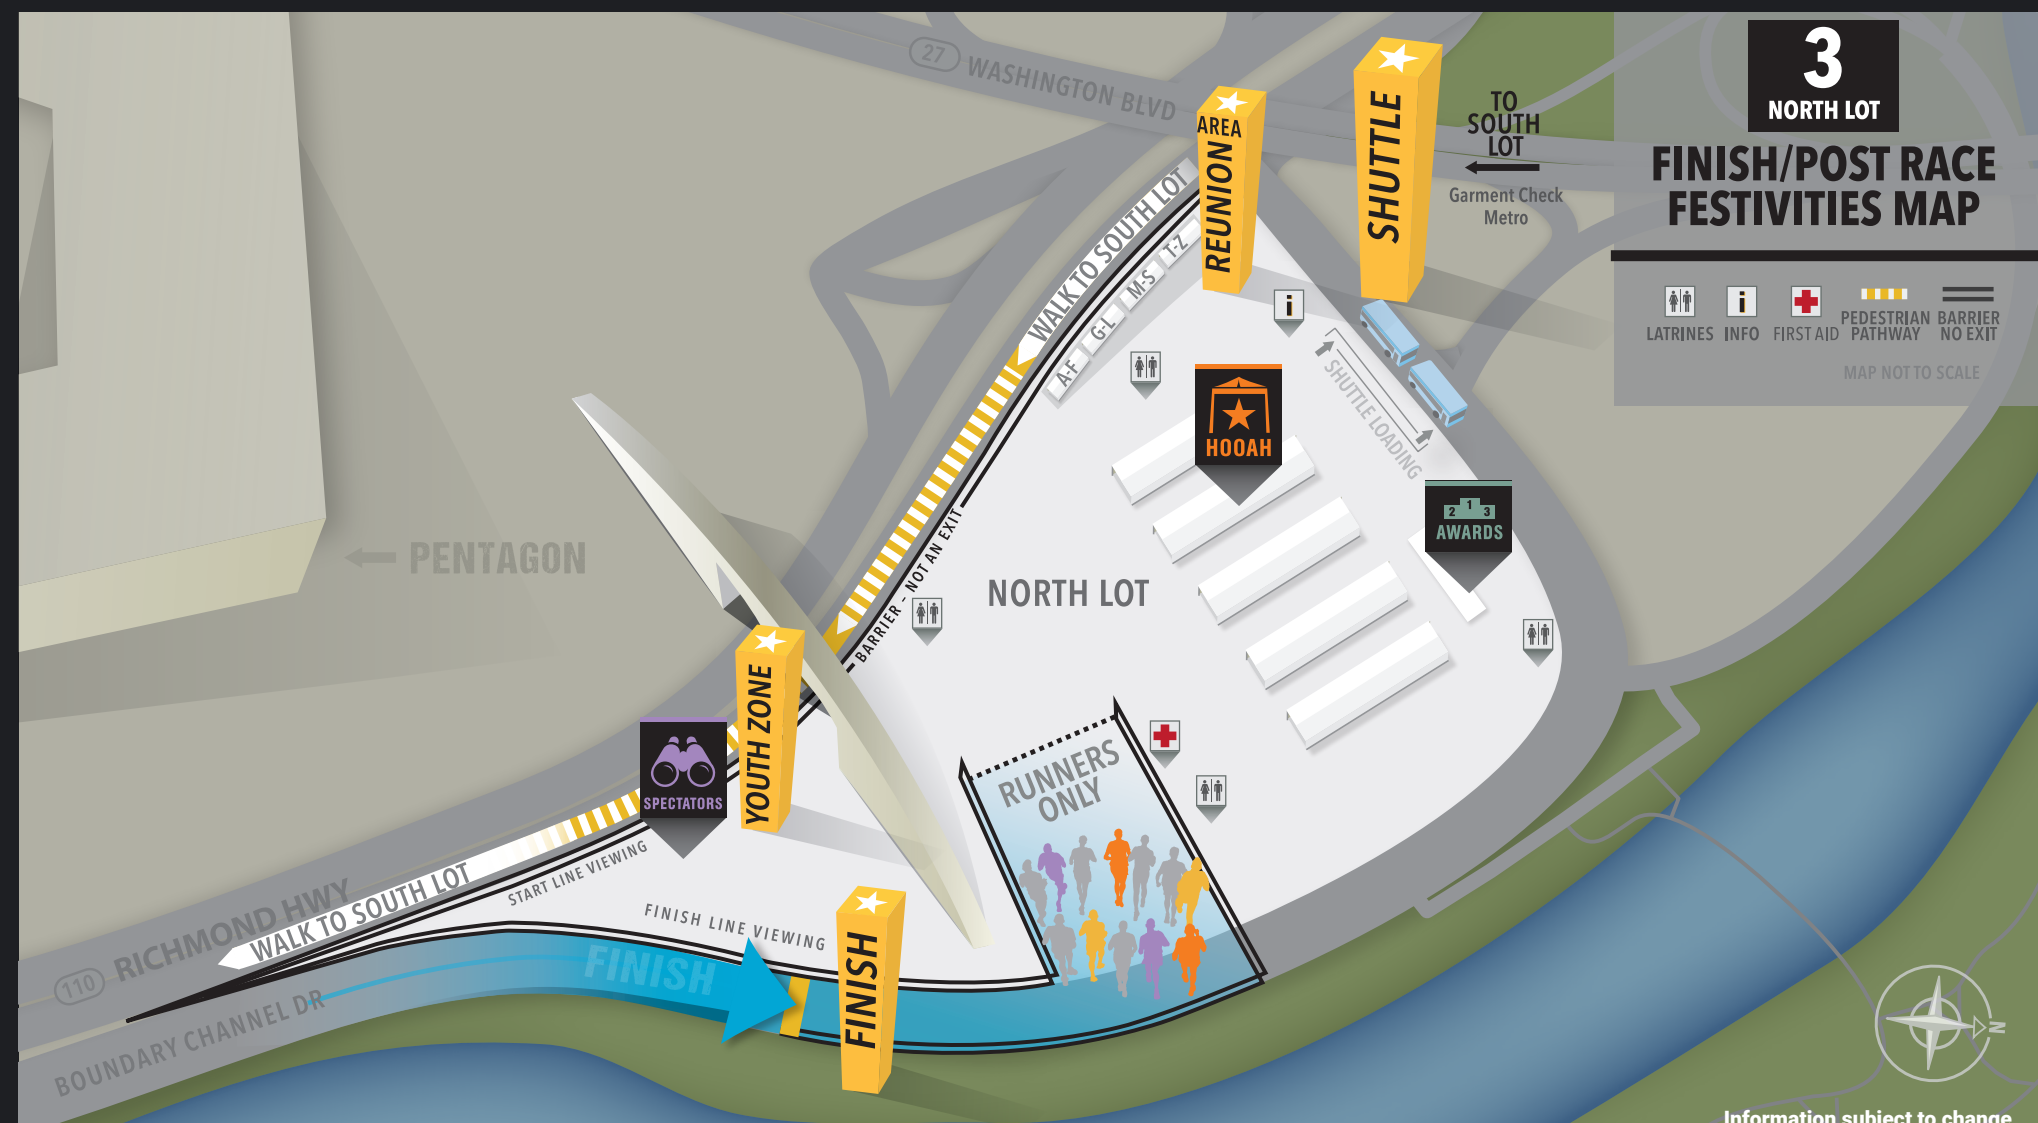 3
NORTH LOT
FINISH/POST RACE
FESTIVITIES MAP
LATRINES
INFO
FIRST AID
PEDESTRIAN
PATHWAY
BARRIER
NO EXIT
MAP NOT TO SCALE
27
WASHINGTON BLVD
AREA
REUNION
SHUTTLE
TO
SOUTH
LOT
Garment Check
Metro
WALK TO SOUTH LOT
A-F
G-L
M-S
T-Z
i
HOOAH
SHUTTLE LOADING
2 1 3
AWARDS
PENTAGON
BARRIER - NOT AN EXIT
NORTH LOT
YOUTH ZONE
SPECTATORS
RUNNERS
ONLY
START LINE VIEWING
FINISH LINE VIEWING
WALK TO SOUTH LOT
110
RICHMOND HWY
BOUNDARY CHANNEL DR
FINISH
FINISH
N
Information subject to change